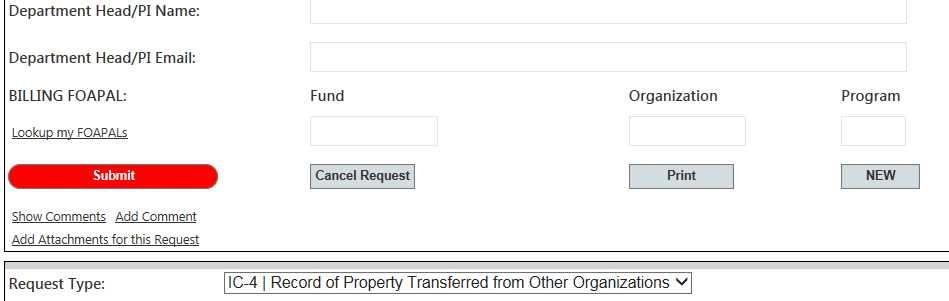 Department Head/PI Name:
Department Head/PI Email:
BILLING FOAPAL: Fund Organization Program
Lookup my FOAPALs
Submit Cancel Request Print NEW
Show Comments Add Comment
Add Attachments for this Request
Request Type: IC-4 | Record of Property Transferred from Other Organizations